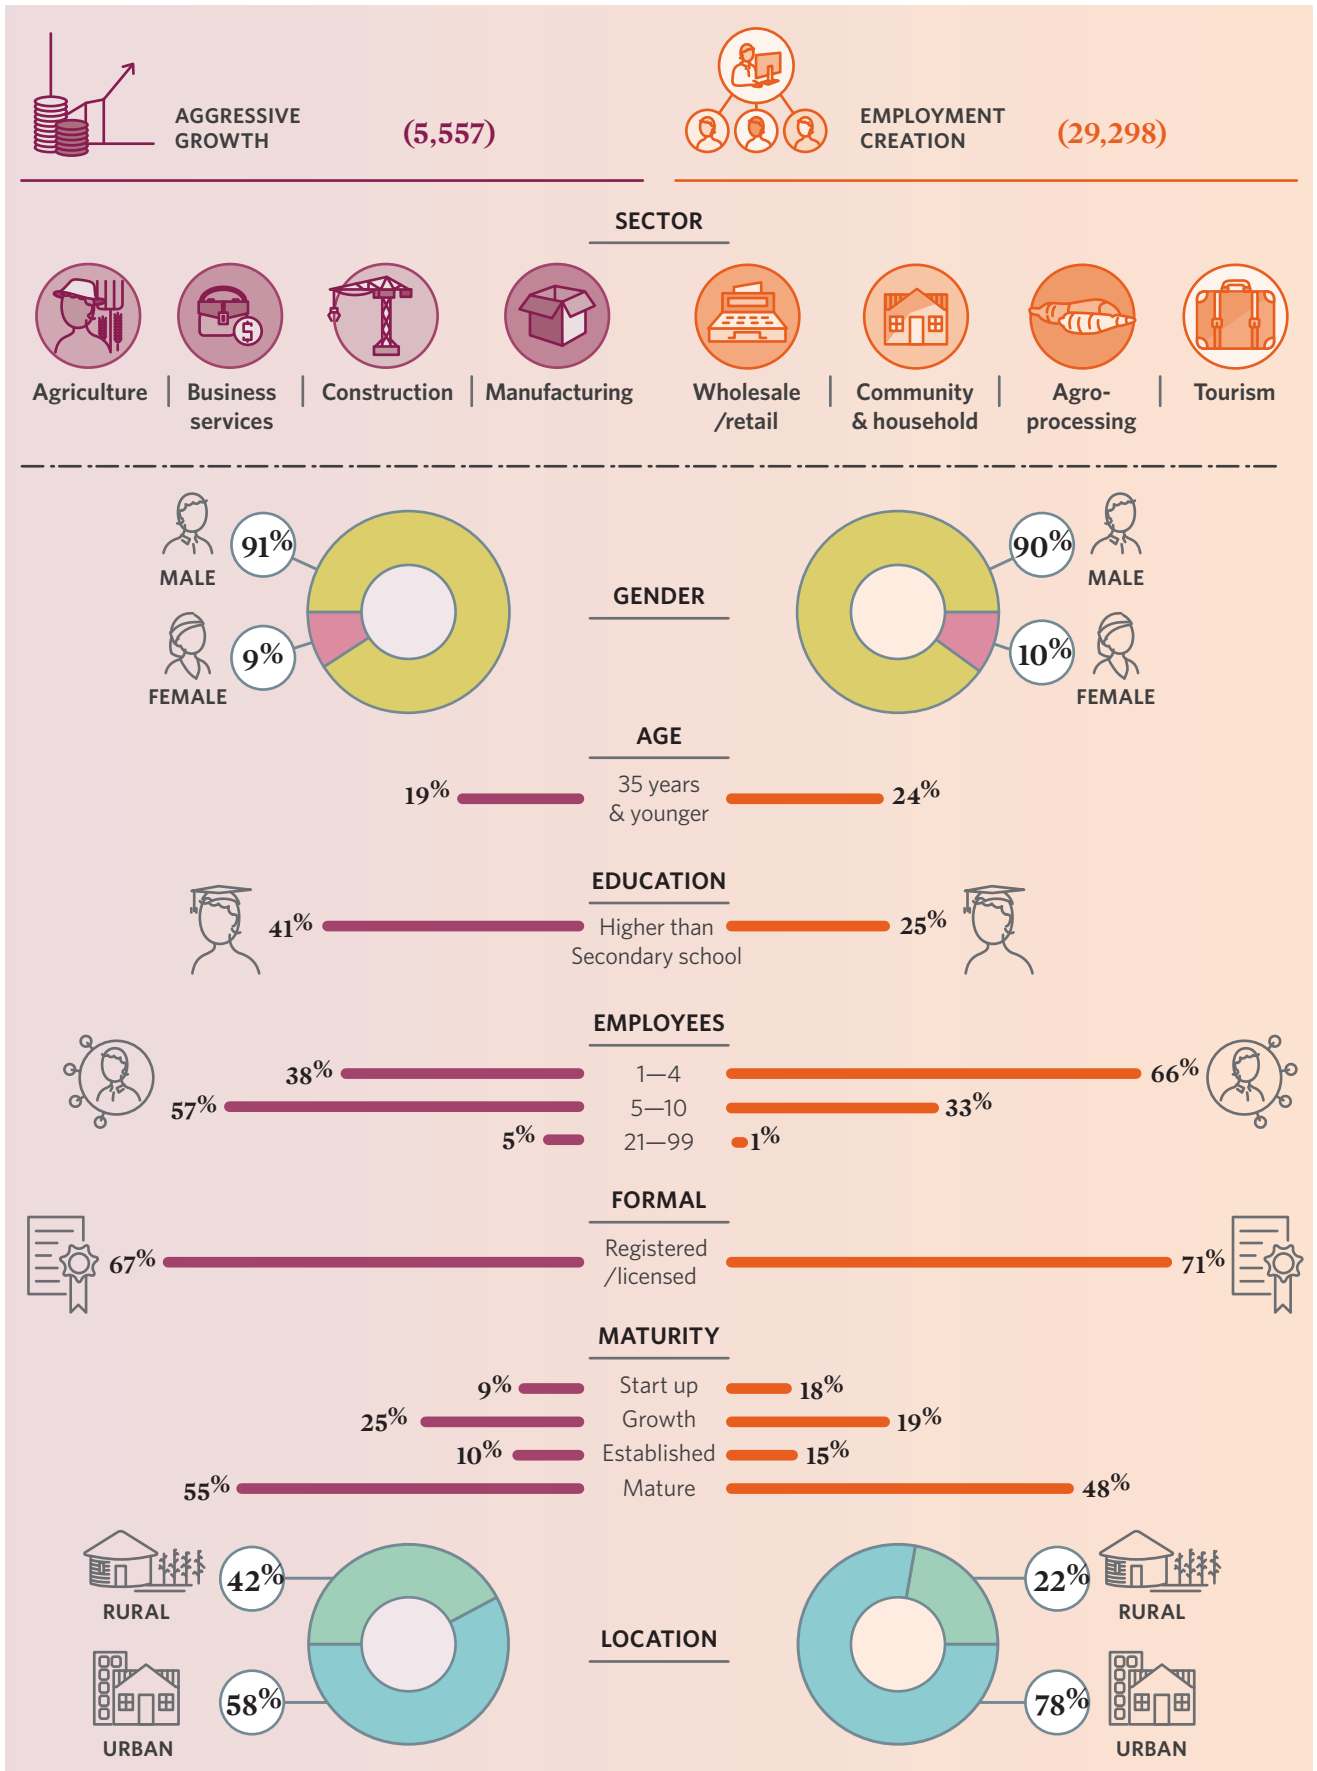 AGGRESSIVE
GROWTH
(5,557)
EMPLOYMENT
CREATION
(29,298)
SECTOR
$
Agriculture
Business
services
Construction
Manufacturing
Wholesale
/retail
Community
& household
Agro-
processing
Tourism
91%
MALE
9%
FEMALE
GENDER
90%
MALE
10%
FEMALE
AGE
19%
35 years
& younger
24%
EDUCATION
41%
Higher than
Secondary school
25%
EMPLOYEES
38% 1—4 66%
57% 5—10 33%
5% 21—99 1%
FORMAL
67%
Registered
/licensed
71%
MATURITY
9% Start up 18%
25% Growth 19%
10% Established 15%
55% Mature 48%
42%
RURAL
58%
URBAN
LOCATION
22%
RURAL
78%
URBAN